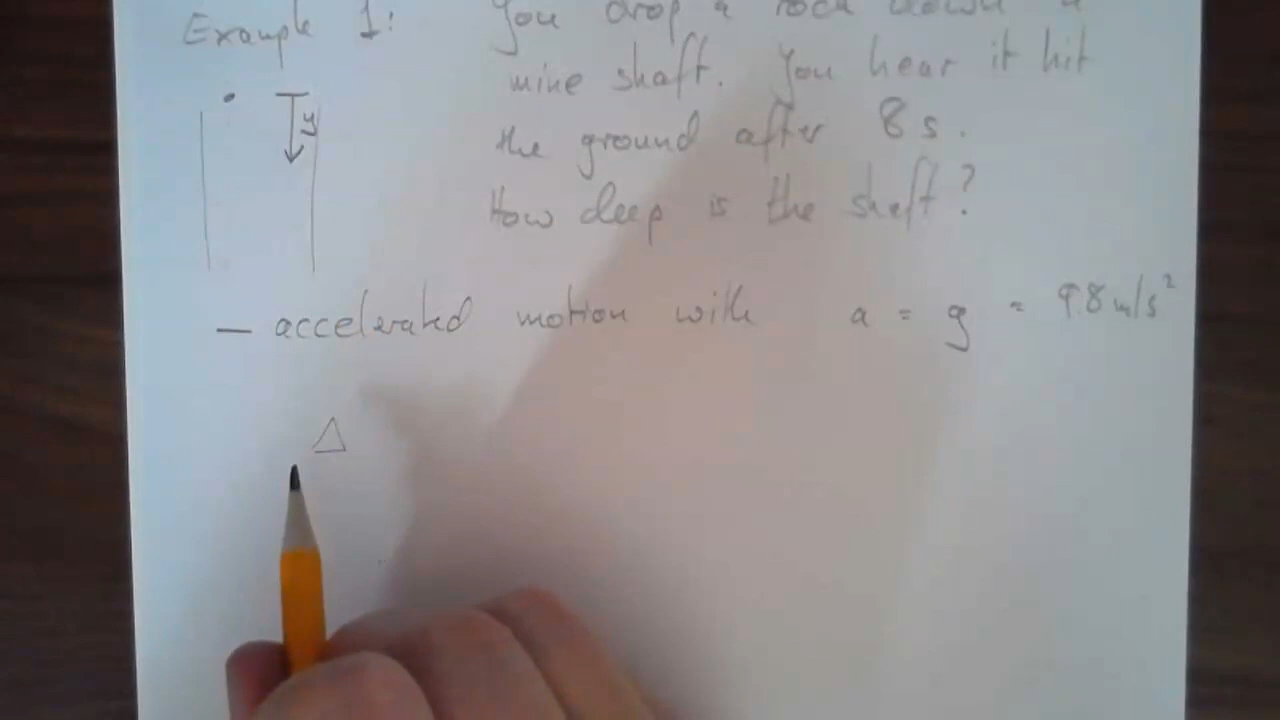 Example 1: You drop a rock down a
mine shaft. You hear it hit
y
the ground after 8 s.
How deep is the shaft?
— accelerated motion with a = g = 9.8 m/s²
Δ